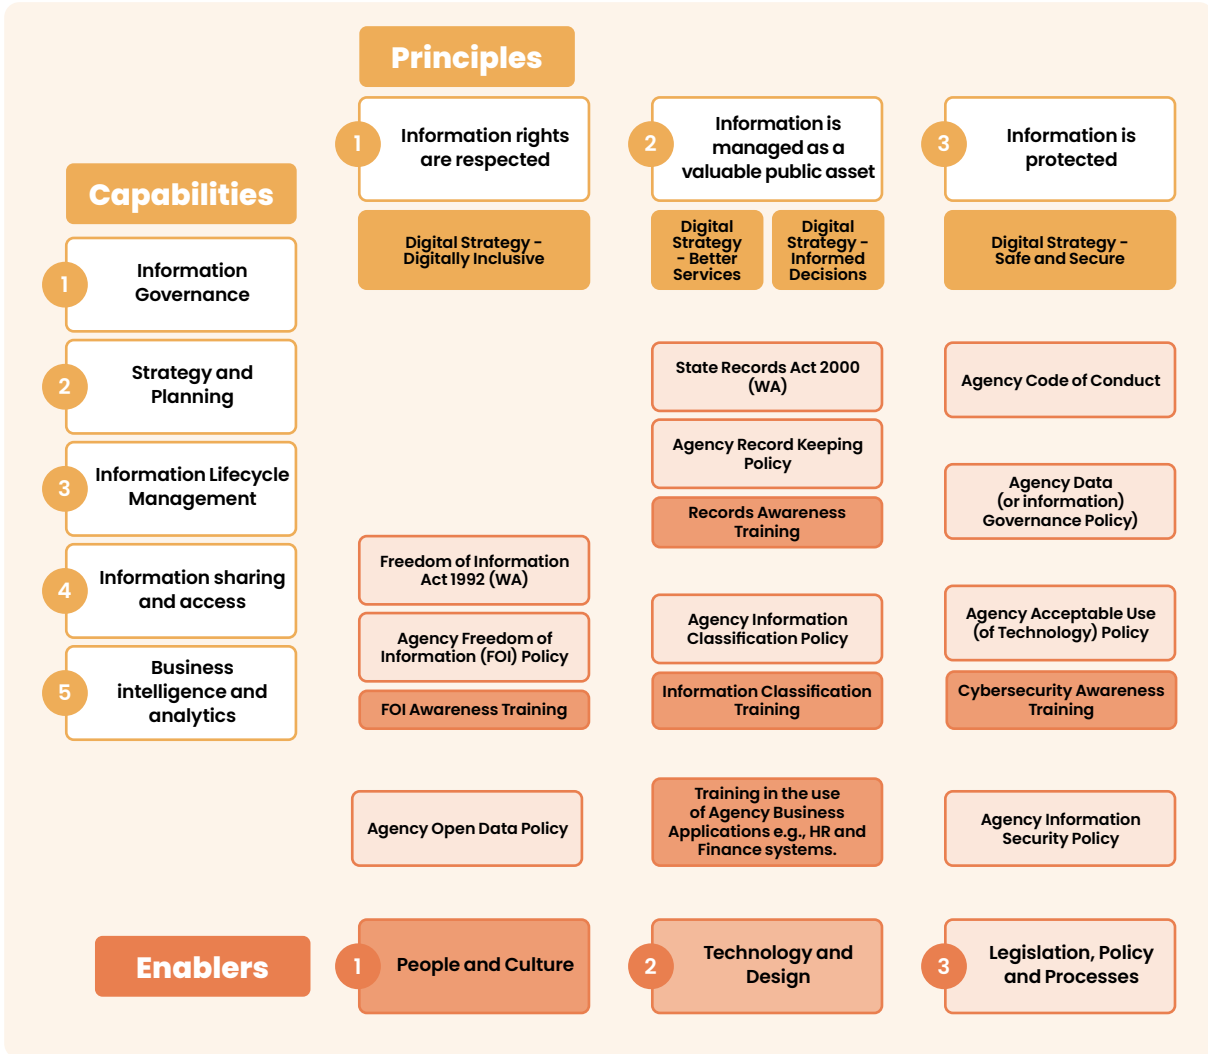 Principles
1
Information rights
are respected
2
Information is
managed as a
valuable public asset
3
Information is
protected
Digital Strategy -
Digitally Inclusive
Digital
Strategy
- Better
Services
Digital
Strategy -
Informed
Decisions
Digital Strategy -
Safe and Secure
Capabilities
1
Information
Governance
2
Strategy and
Planning
3
Information Lifecycle
Management
4
Information sharing
and access
5
Business
intelligence and
analytics
Freedom of Information
Act 1992 (WA)
Agency Freedom of
Information (FOI) Policy
FOI Awareness Training
Agency Open Data Policy
State Records Act 2000
(WA)
Agency Record Keeping
Policy
Records Awareness
Training
Agency Information
Classification Policy
Information Classification
Training
Training in the use
of Agency Business
Applications e.g., HR and
Finance systems.
Agency Code of Conduct
Agency Data
(or information)
Governance Policy)
Agency Acceptable Use
(of Technology) Policy
Cybersecurity Awareness
Training
Agency Information
Security Policy
Enablers
1
People and Culture
2
Technology and
Design
3
Legislation, Policy
and Processes